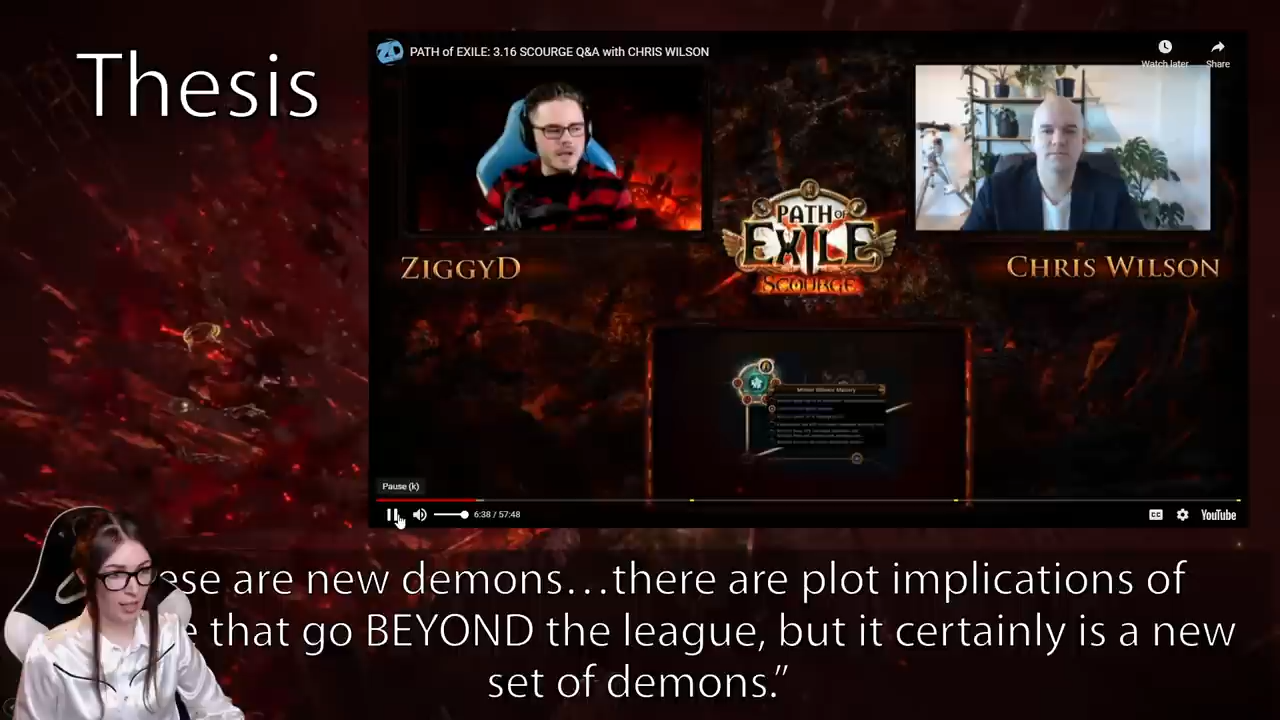 Thesis
PATH of EXILE: 3.16 SCOURGE Q&A with CHRIS WILSON
Watch later
Share
PATH OF
EXILE
SCOURGE
ZIGGYD
CHRIS WILSON
Pause (k)
6:38 / 57:48
CC
YouTube
ese are new demons…there are plot implications of
e that go BEYOND the league, but it certainly is a new
set of demons.”